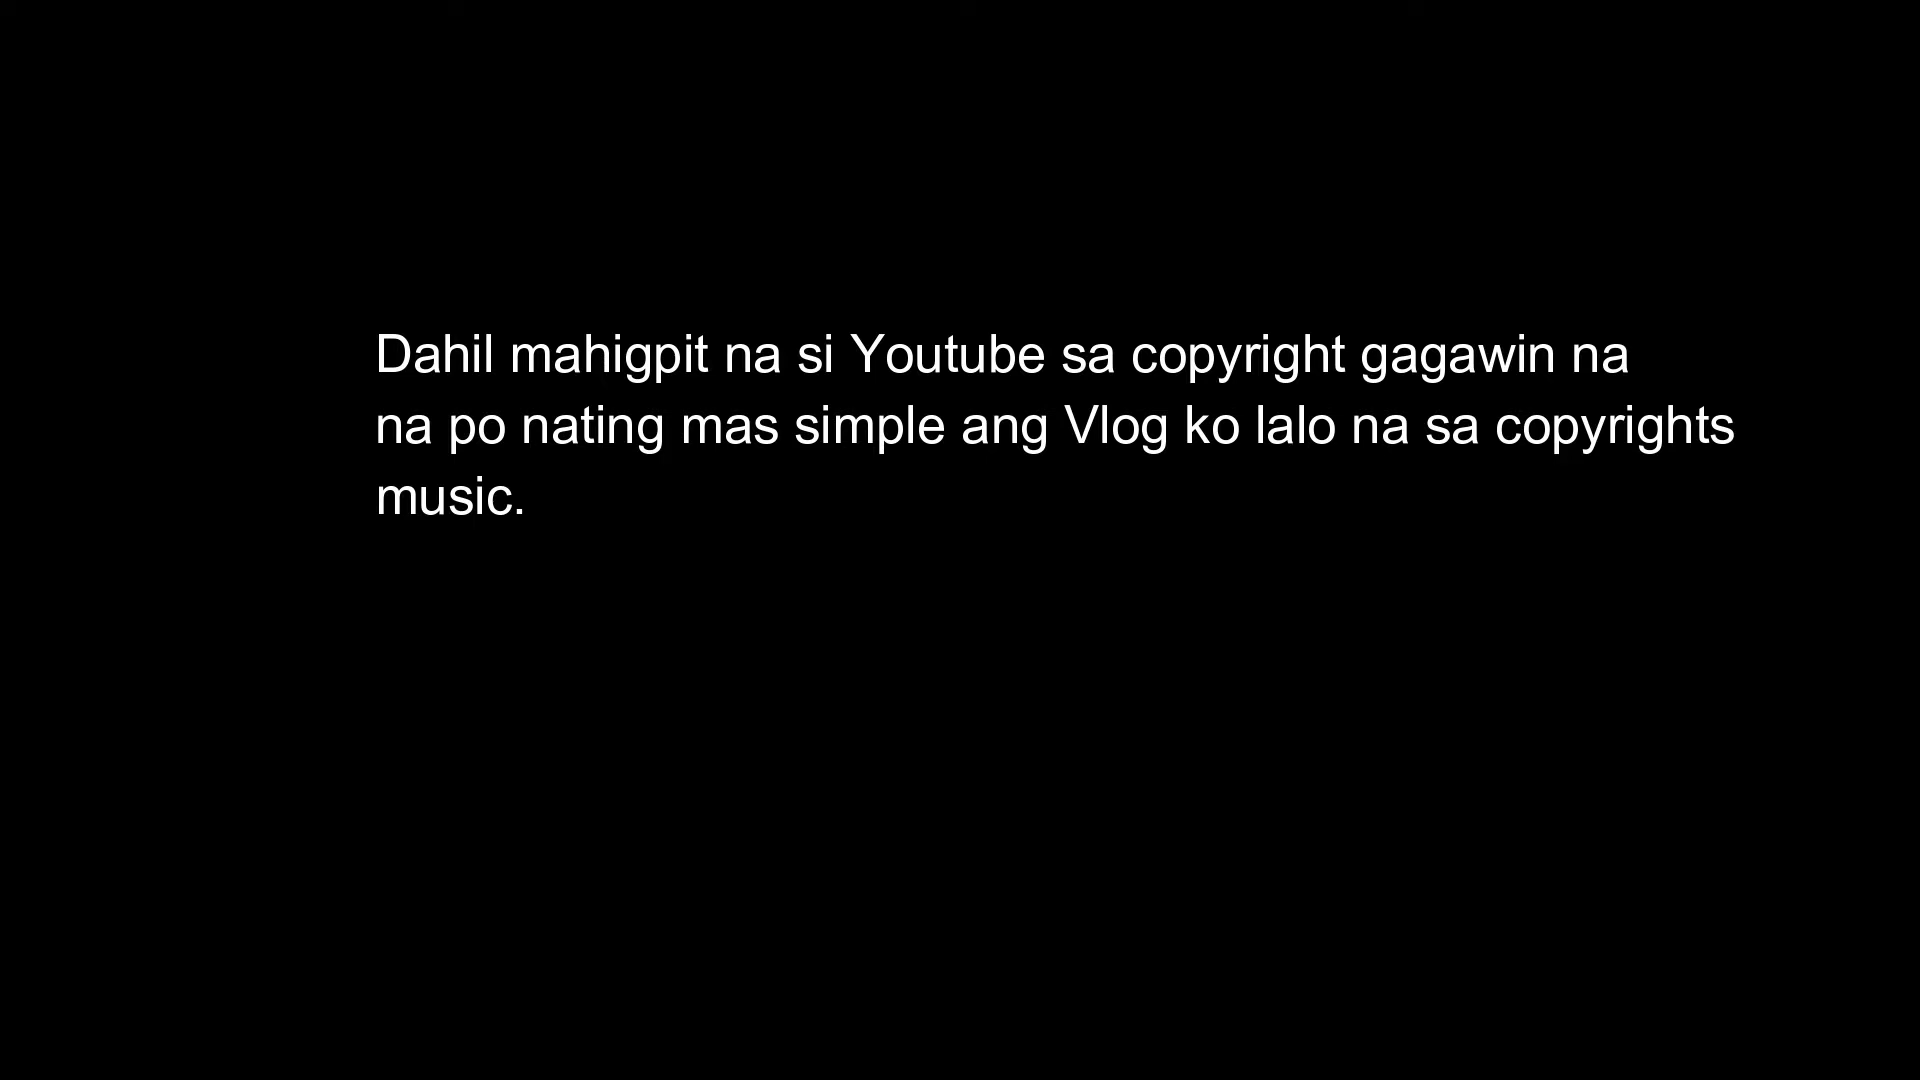 Dahil mahigpit na si Youtube sa copyright gagawin na
na po nating mas simple ang Vlog ko lalo na sa copyrights
music.